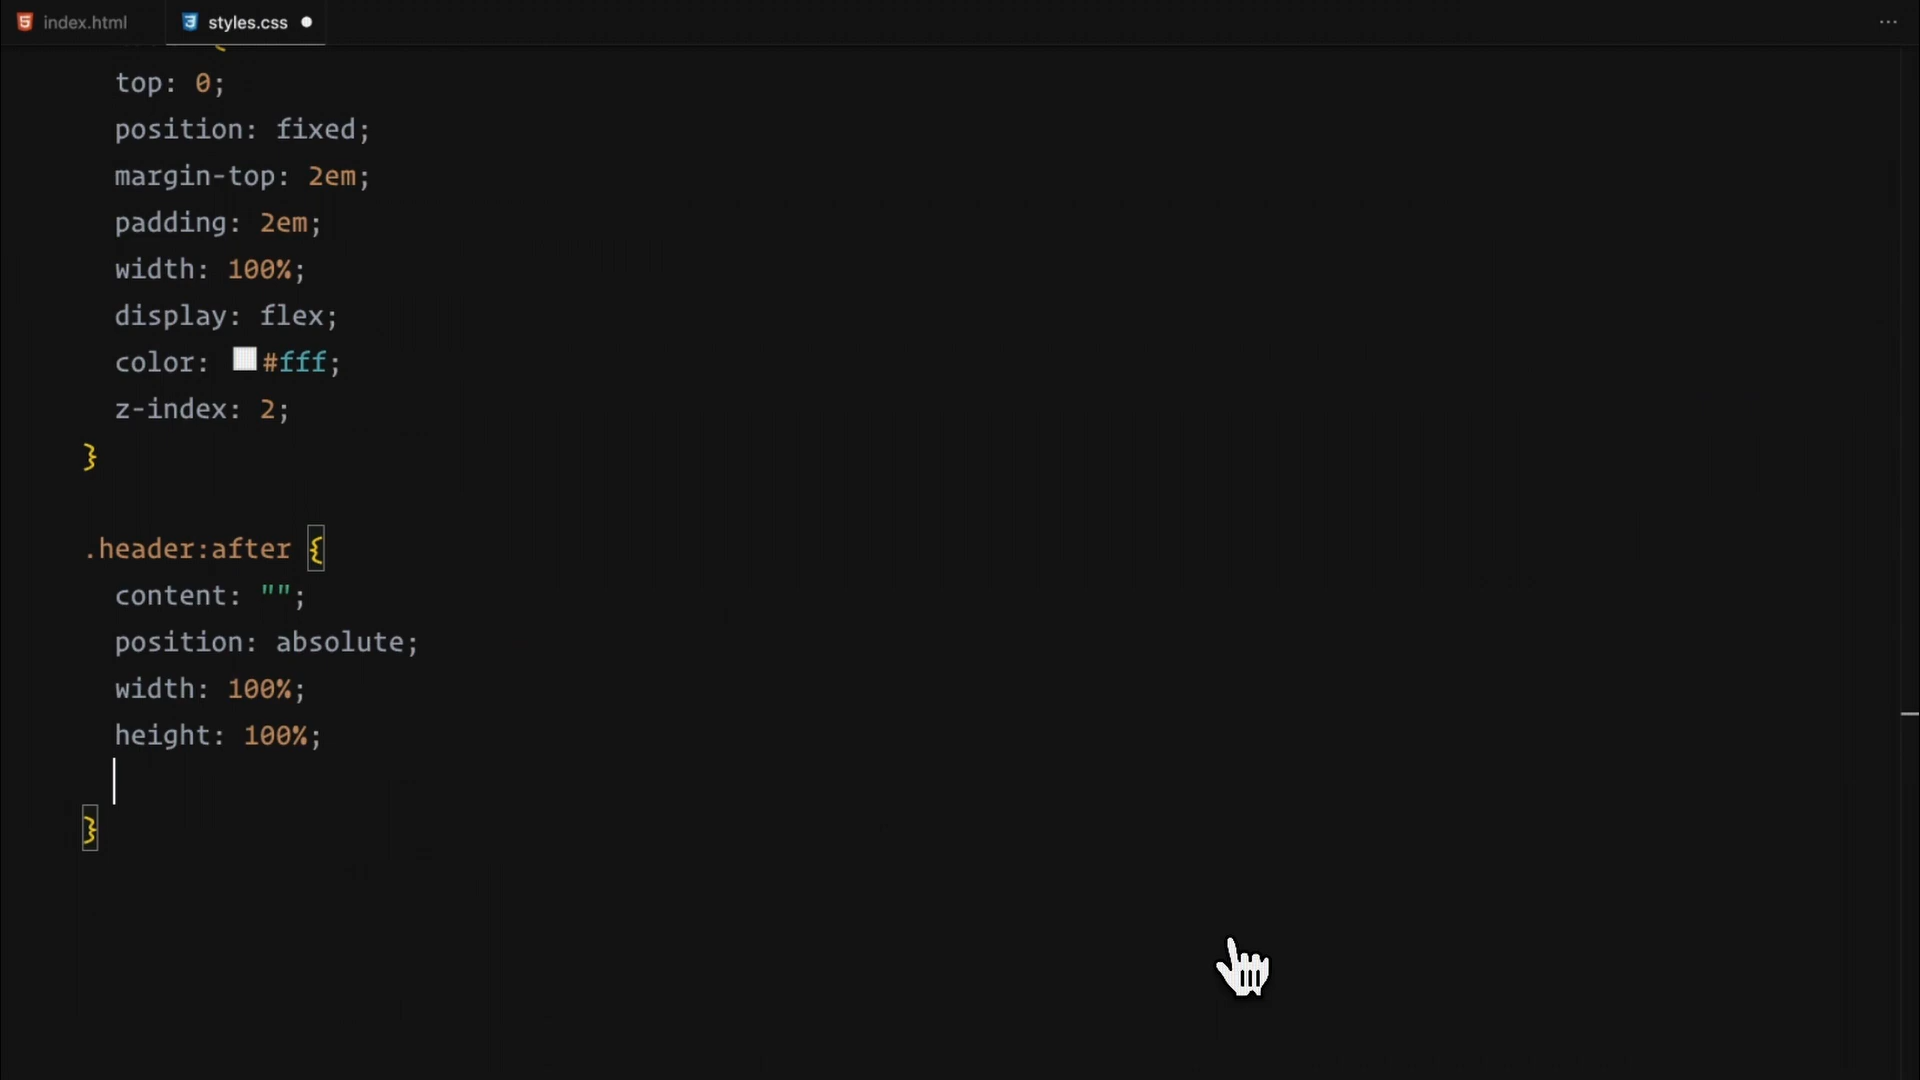 index.html
styles.css
top: 0;
position: fixed;
margin-top: 2em;
padding: 2em;
width: 100%;
display: flex;
color: #fff;
z-index: 2;
}
.header:after {
content: "";
position: absolute;
width: 100%;
height: 100%;
}